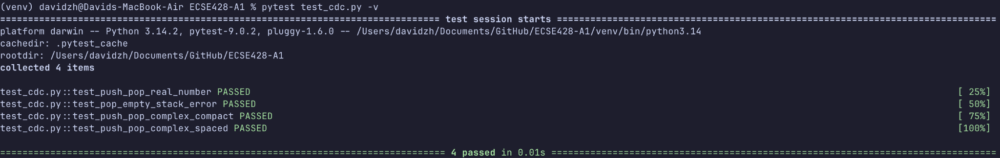 (venv) davidzh@Davids-MacBook-Air ECSE428-A1 % pytest test_cdc.py -v
=============================================================================== test session starts ===============================================================================
platform darwin -- Python 3.14.2, pytest-9.0.2, pluggy-1.6.0 -- /Users/davidzh/Documents/GitHub/ECSE428-A1/venv/bin/python3.14
cachedir: .pytest_cache
rootdir: /Users/davidzh/Documents/GitHub/ECSE428-A1
collected 4 items
test_cdc.py::test_push_pop_real_number PASSED [ 25%]
test_cdc.py::test_pop_empty_stack_error PASSED [ 50%]
test_cdc.py::test_push_pop_complex_compact PASSED [ 75%]
test_cdc.py::test_push_pop_complex_spaced PASSED [100%]
================================================================================ 4 passed in 0.01s ================================================================================